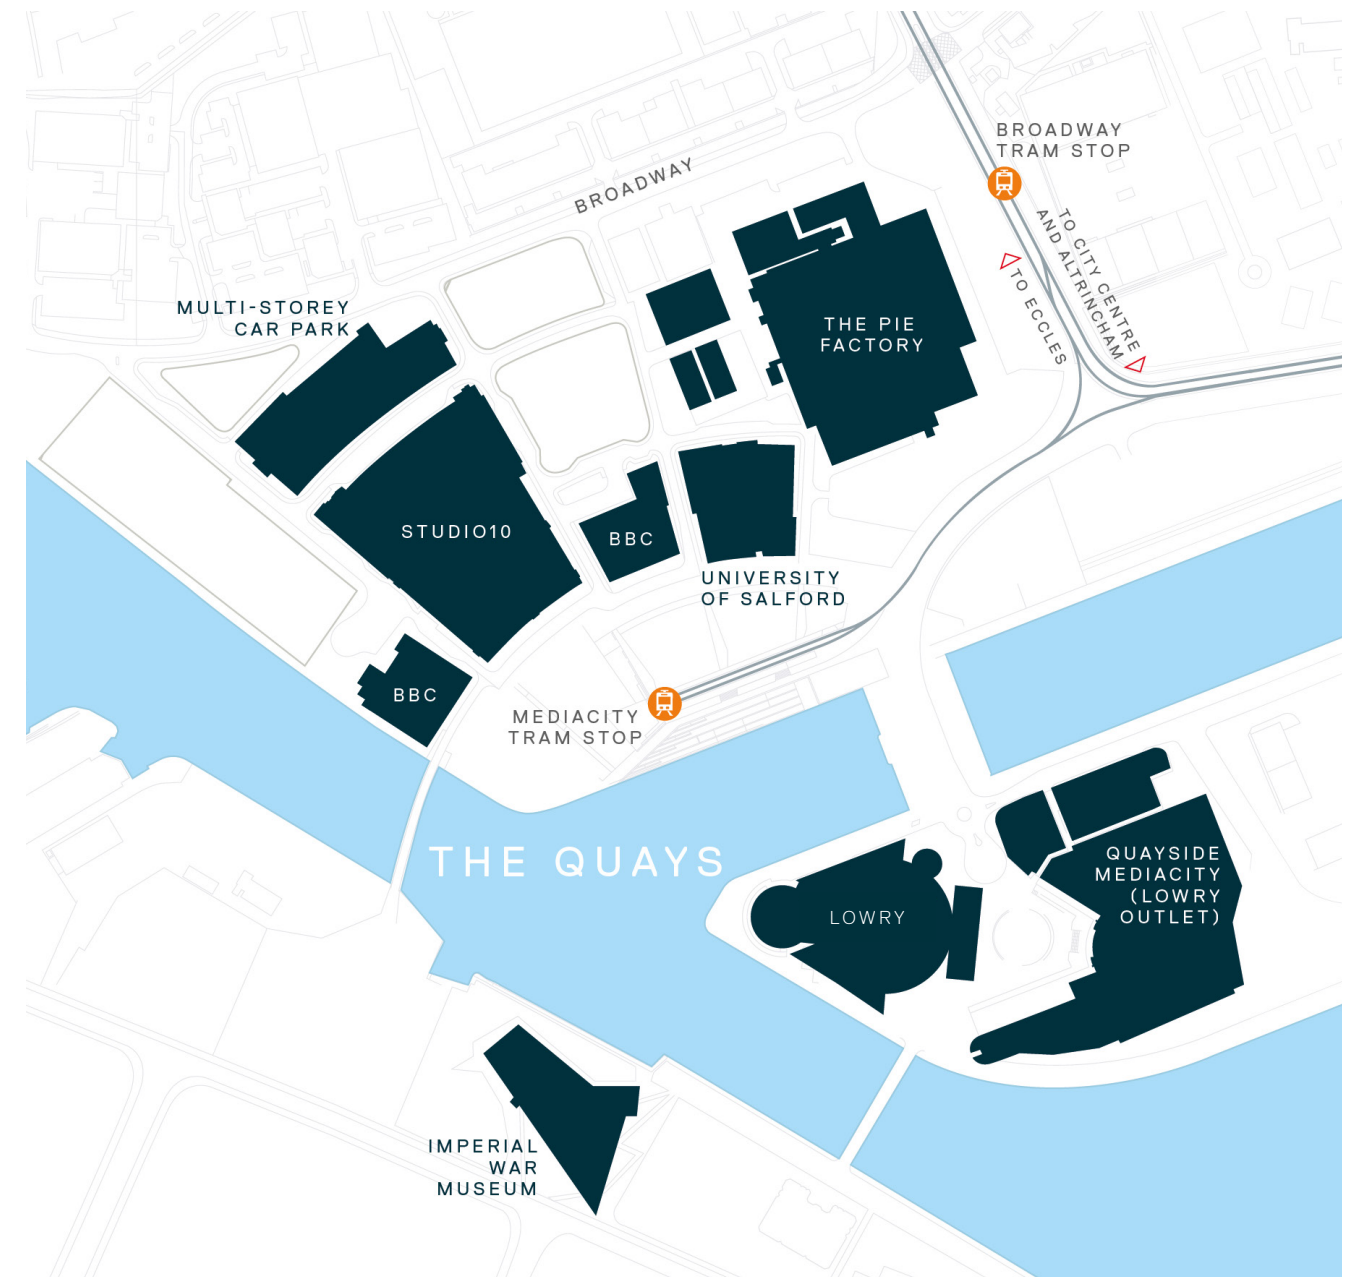 BROADWAY
TRAM STOP
BROADWAY
TO CITY CENTRE
AND ALTRINCHAM
TO ECCLES
MULTI-STOREY
CAR PARK
THE PIE
FACTORY
STUDIO10
BBC
UNIVERSITY
OF SALFORD
BBC
MEDIACITY
TRAM STOP
THE QUAYS
QUAYSIDE
MEDIACITY
(LOWRY
OUTLET)
LOWRY
IMPERIAL
WAR
MUSEUM